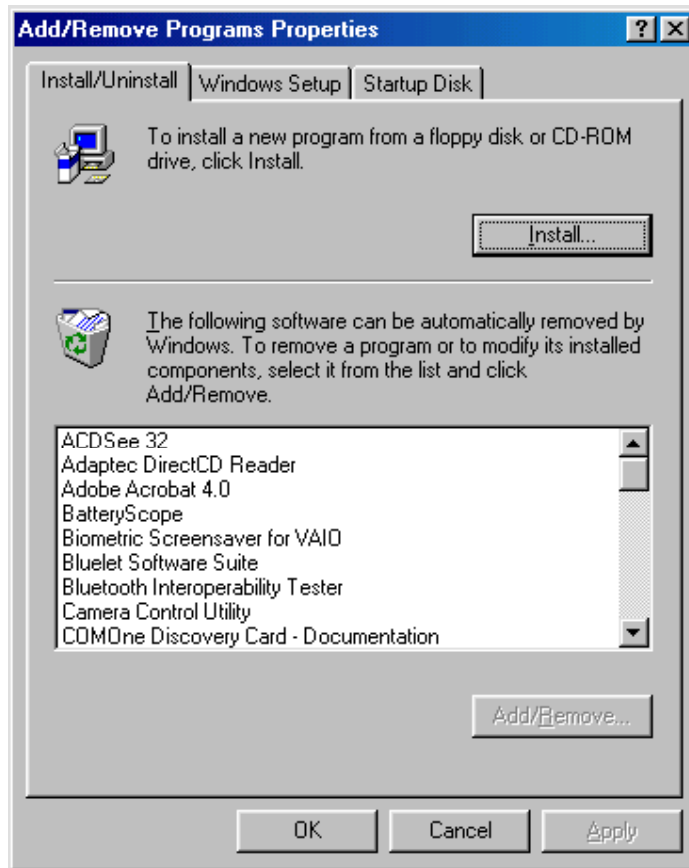 Add/Remove Programs Properties
Install/Uninstall
Windows Setup
Startup Disk
To install a new program from a floppy disk or CD-ROM
drive, click Install.
Install...
The following software can be automatically removed by
Windows. To remove a program or to modify its installed
components, select it from the list and click
Add/Remove.
ACDSee 32
Adaptec DirectCD Reader
Adobe Acrobat 4.0
BatteryScope
Biometric Screensaver for VAIO
Bluelet Software Suite
Bluetooth Interoperability Tester
Camera Control Utility
COMOne Discovery Card - Documentation
Add/Remove...
OK
Cancel
Apply